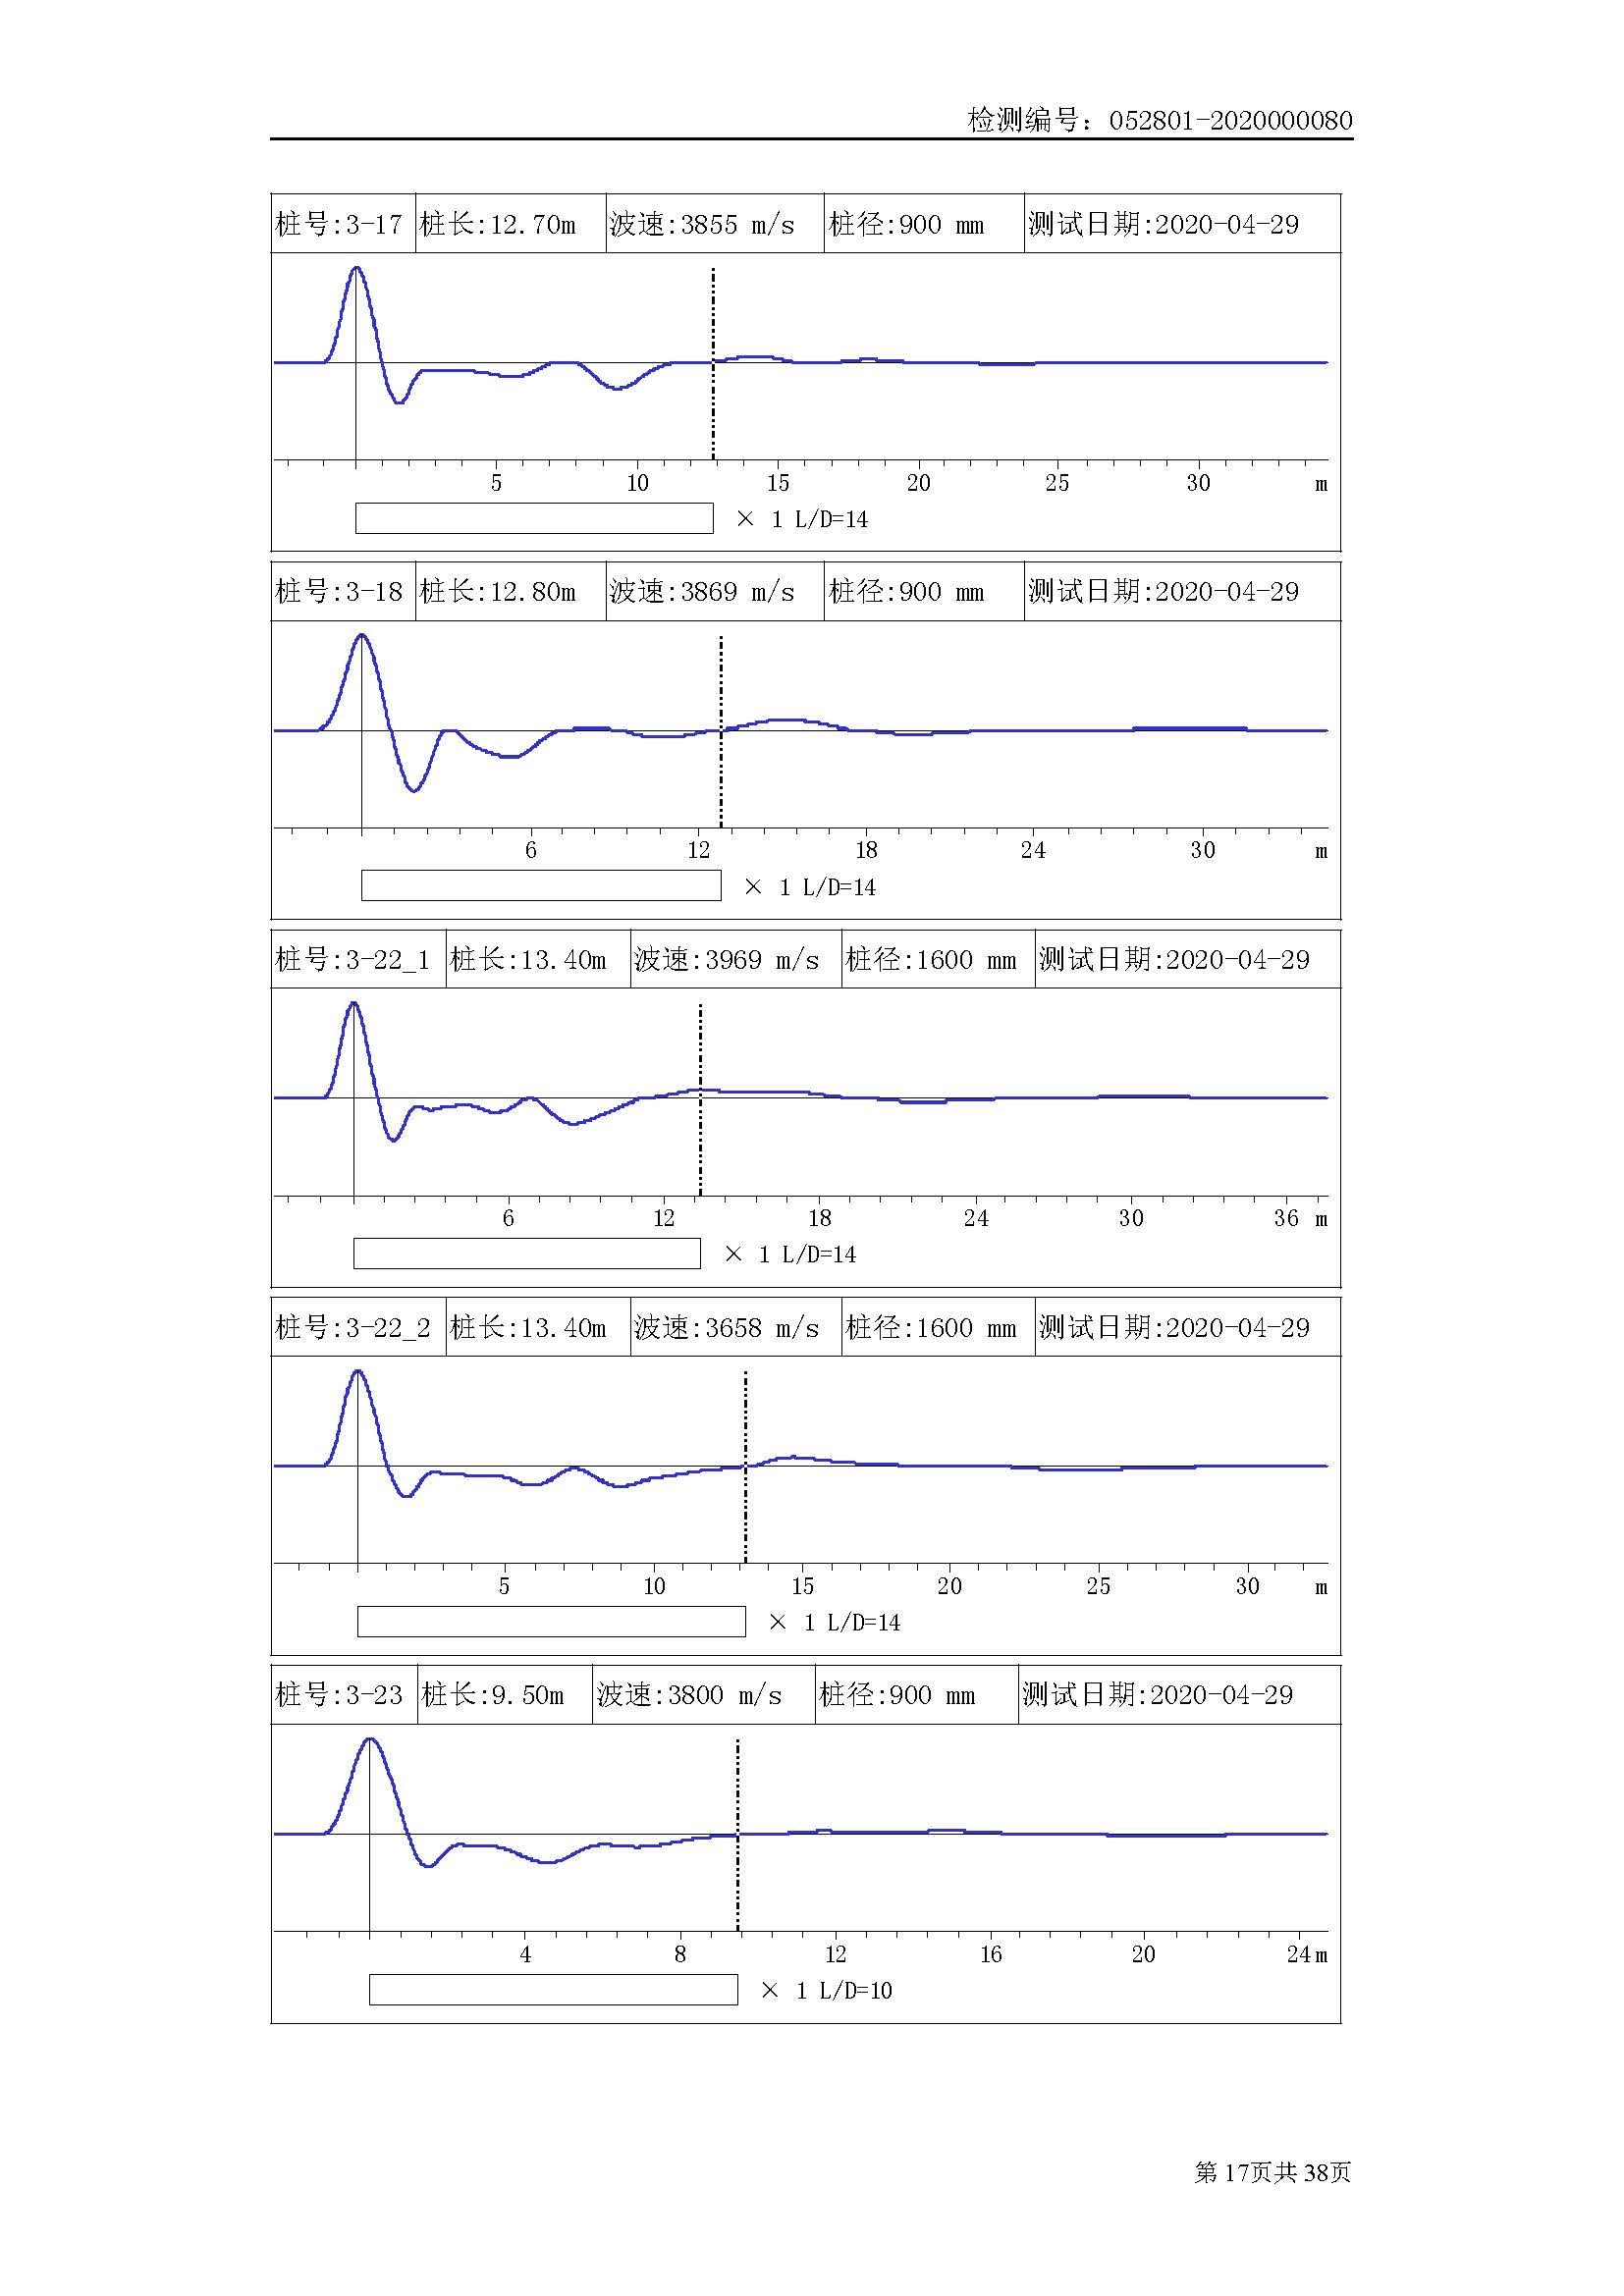 检测编号：052801-2020000080
桩号:3-17 桩长:12.70m 波速:3855 m/s 桩径:900 mm 测试日期:2020-04-29
5 10 15 20 25 30 m
× 1 L/D=14
桩号:3-18 桩长:12.80m 波速:3869 m/s 桩径:900 mm 测试日期:2020-04-29
6 12 18 24 30 m
× 1 L/D=14
桩号:3-22_1 桩长:13.40m 波速:3969 m/s 桩径:1600 mm 测试日期:2020-04-29
6 12 18 24 30 36 m
× 1 L/D=14
桩号:3-22_2 桩长:13.40m 波速:3658 m/s 桩径:1600 mm 测试日期:2020-04-29
5 10 15 20 25 30 m
× 1 L/D=14
桩号:3-23 桩长:9.50m 波速:3800 m/s 桩径:900 mm 测试日期:2020-04-29
4 8 12 16 20 24 m
× 1 L/D=10
第 17页共 38页